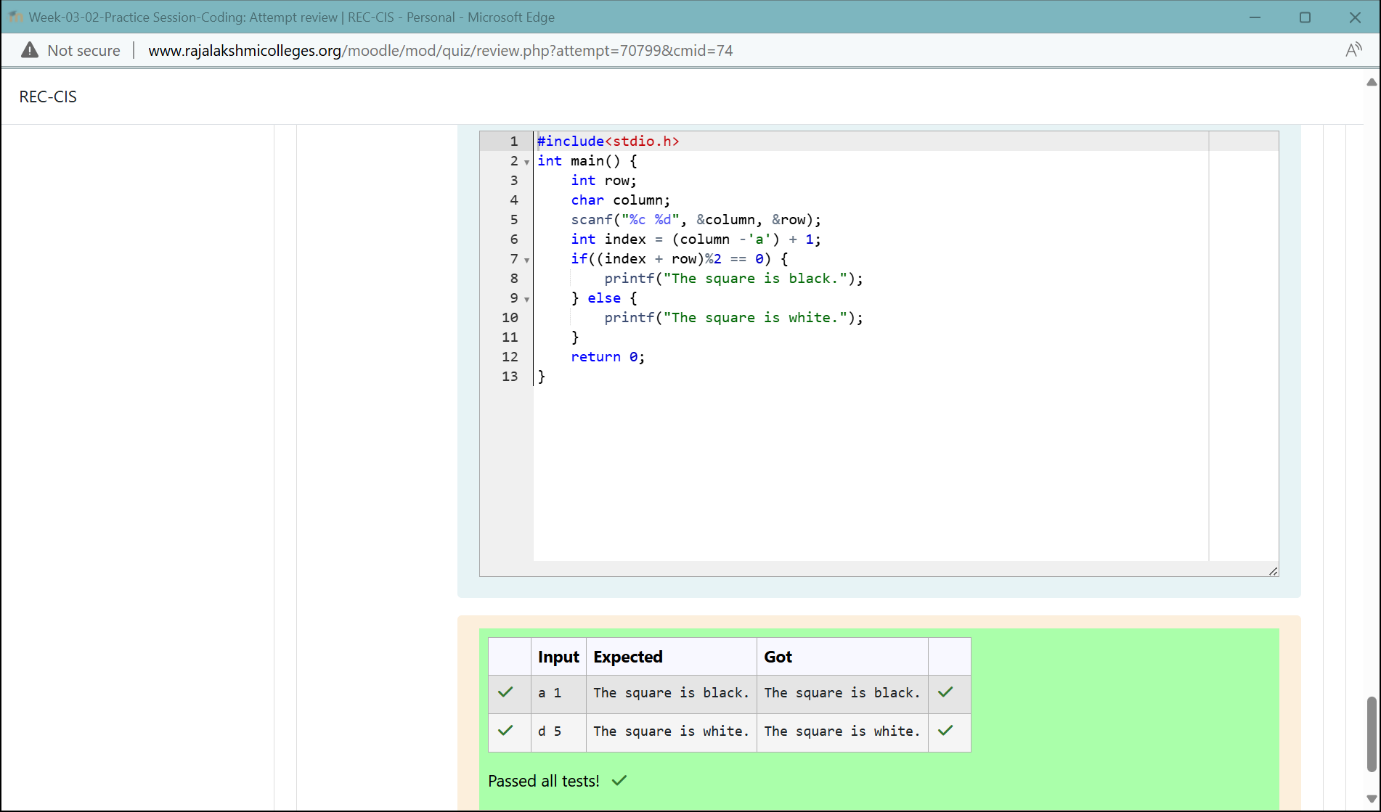 Week-03-02-Practice Session-Coding: Attempt review | REC-CIS - Personal - Microsoft Edge
Not secure | www.rajalakshmicolleges.org/moodle/mod/quiz/review.php?attempt=70799&cmid=74
REC-CIS
1 #include<stdio.h>
2 int main() {
3     int row;
4     char column;
5     scanf("%c %d", &column, &row);
6     int index = (column -'a') + 1;
7     if((index + row)%2 == 0) {
8         printf("The square is black.");
9     } else {
10         printf("The square is white.");
11     }
12     return 0;
13 }
Input Expected Got
a 1 The square is black. The square is black.
d 5 The square is white. The square is white.
Passed all tests!